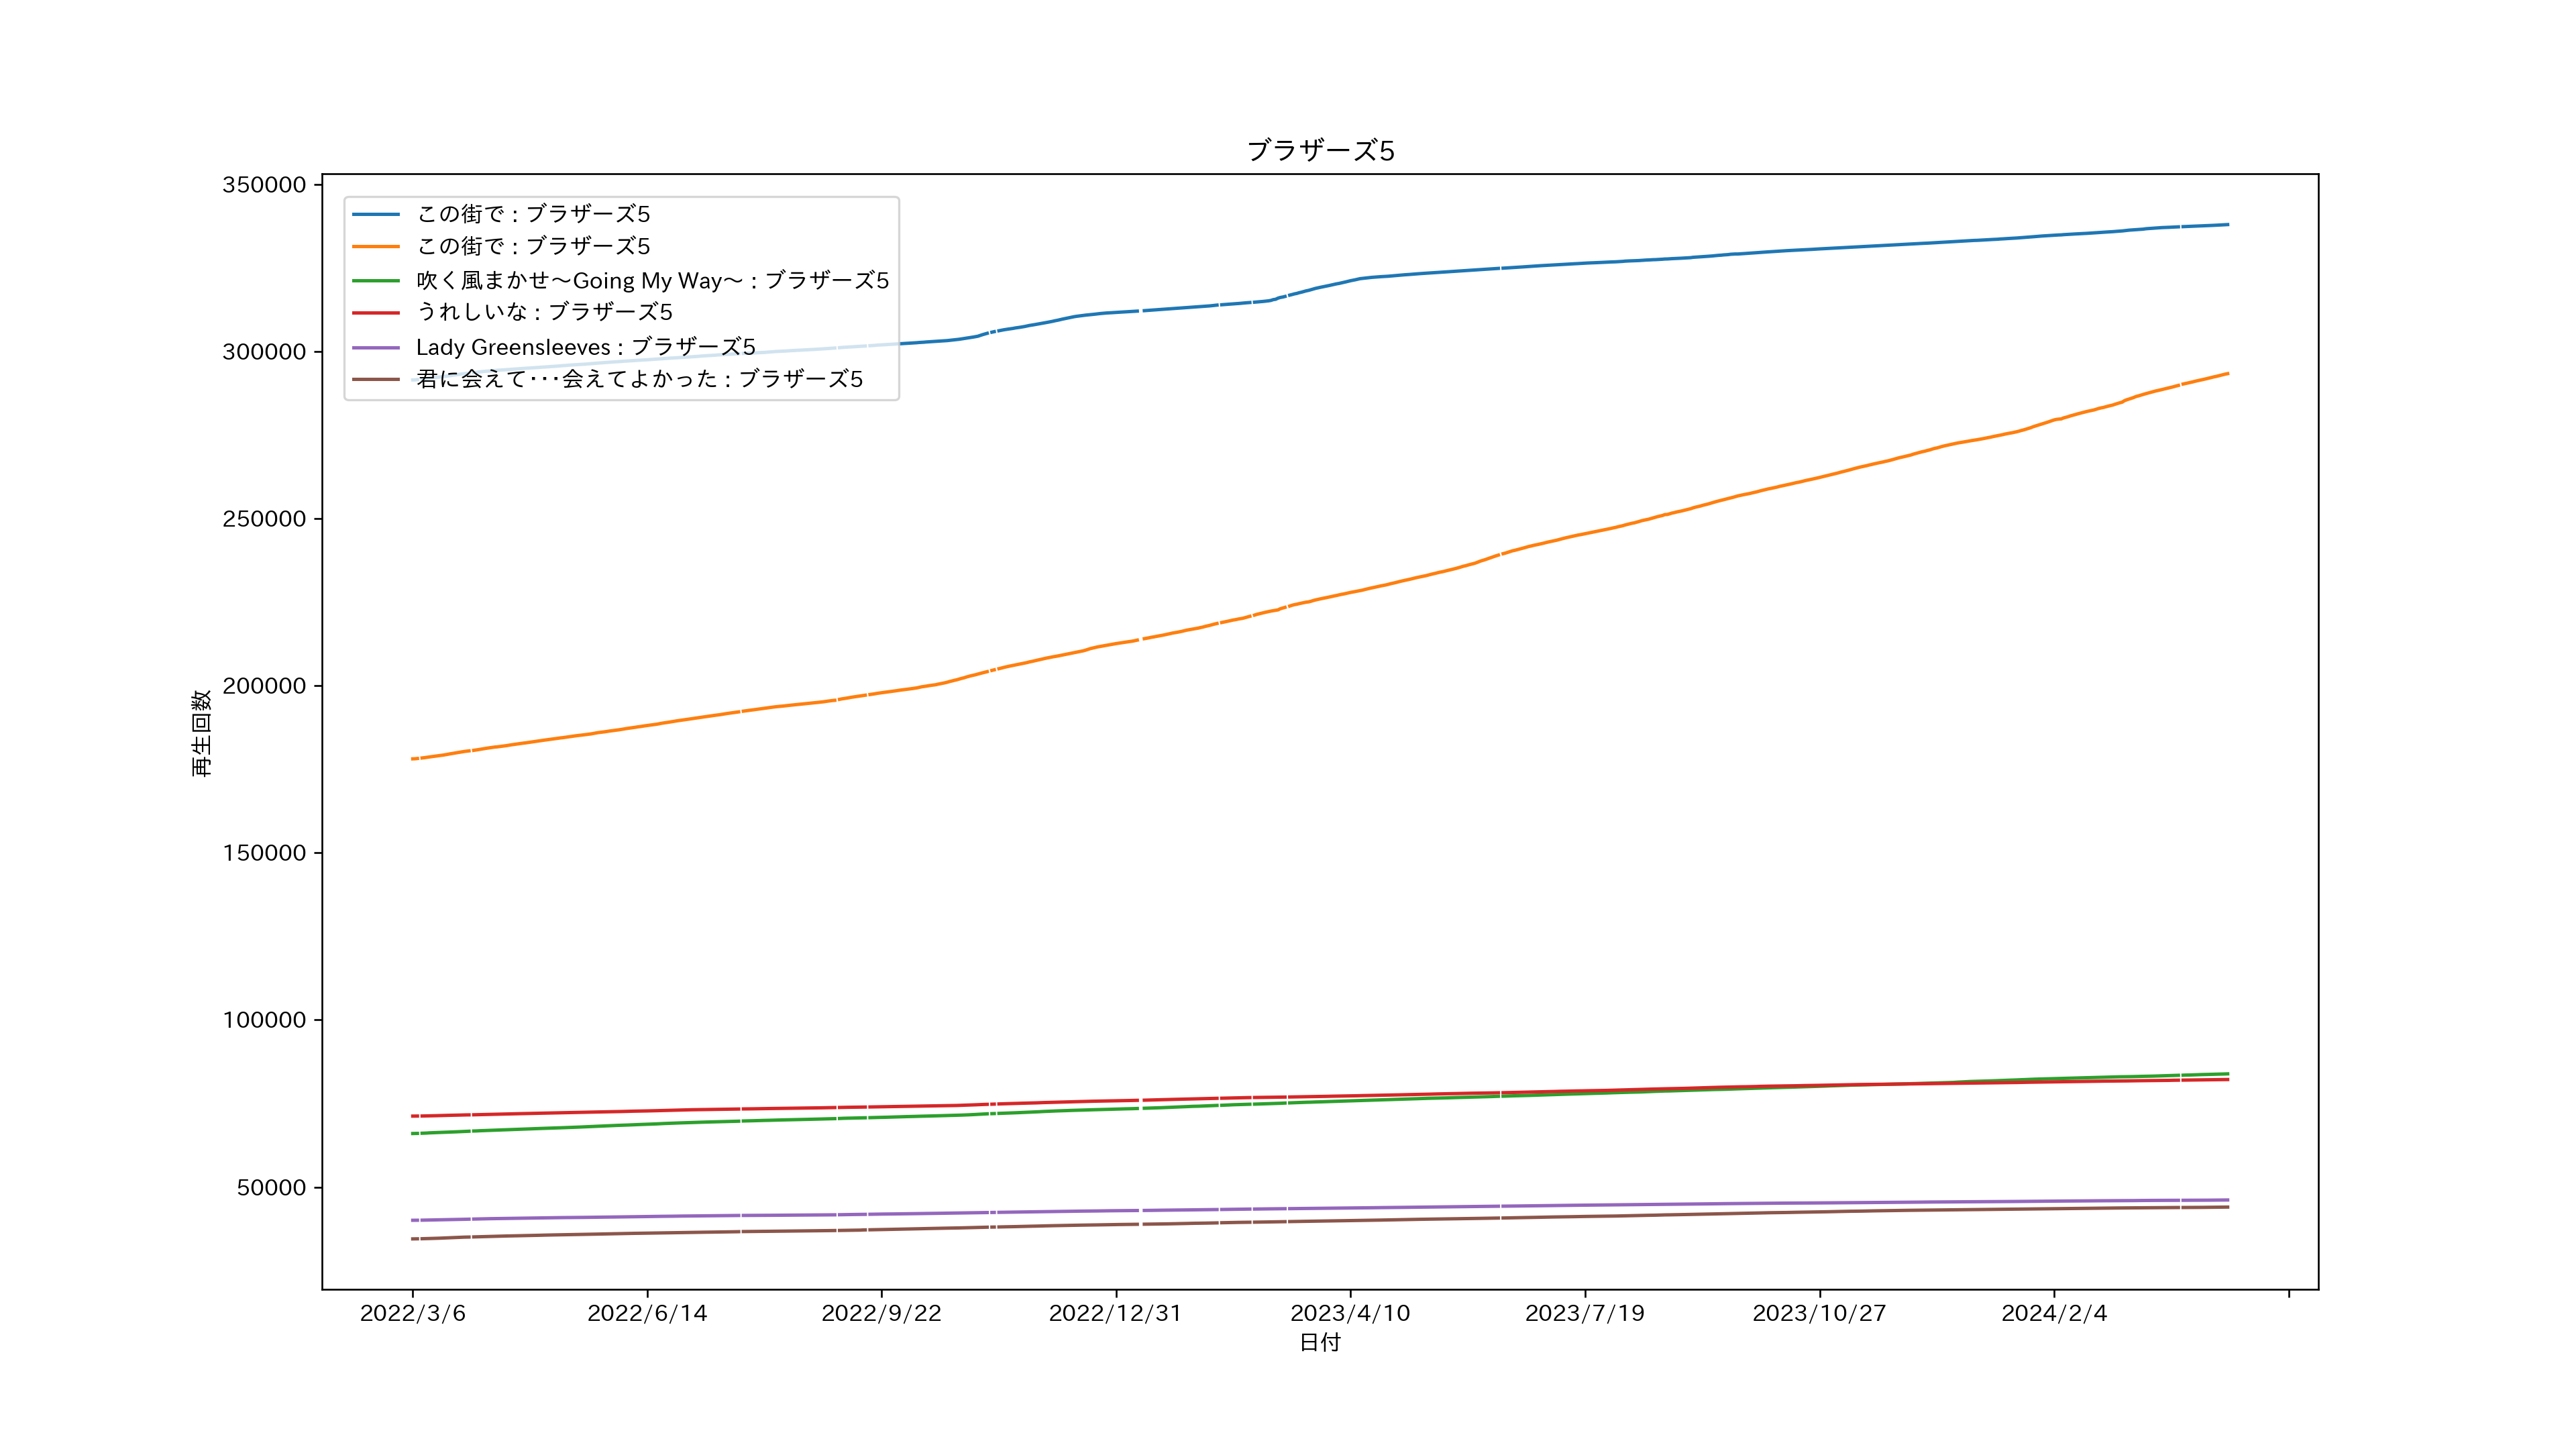 ブラザーズ5
350000
300000
250000
200000
150000
100000
50000
再生回数
この街で : ブラザーズ5
この街で : ブラザーズ5
吹く風まかせ〜Going My Way〜 : ブラザーズ5
うれしいな : ブラザーズ5
Lady Greensleeves : ブラザーズ5
君に会えて･･･会えてよかった : ブラザーズ5
2022/3/6
2022/6/14
2022/9/22
2022/12/31
2023/4/10
2023/7/19
2023/10/27
2024/2/4
日付